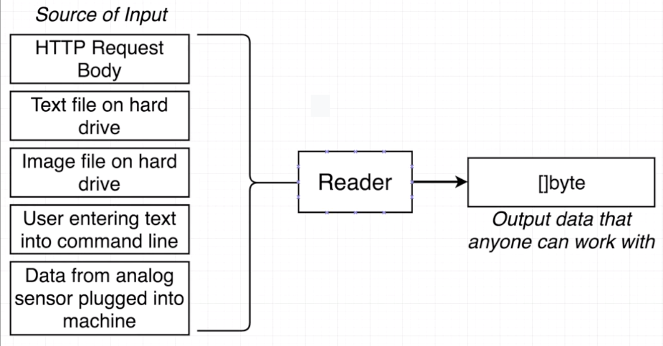 Source of Input
HTTP Request
Body
Text file on hard
drive
Image file on hard
drive
User entering text
into command line
Data from analog
sensor plugged into
machine
Reader
[]byte
Output data that
anyone can work with